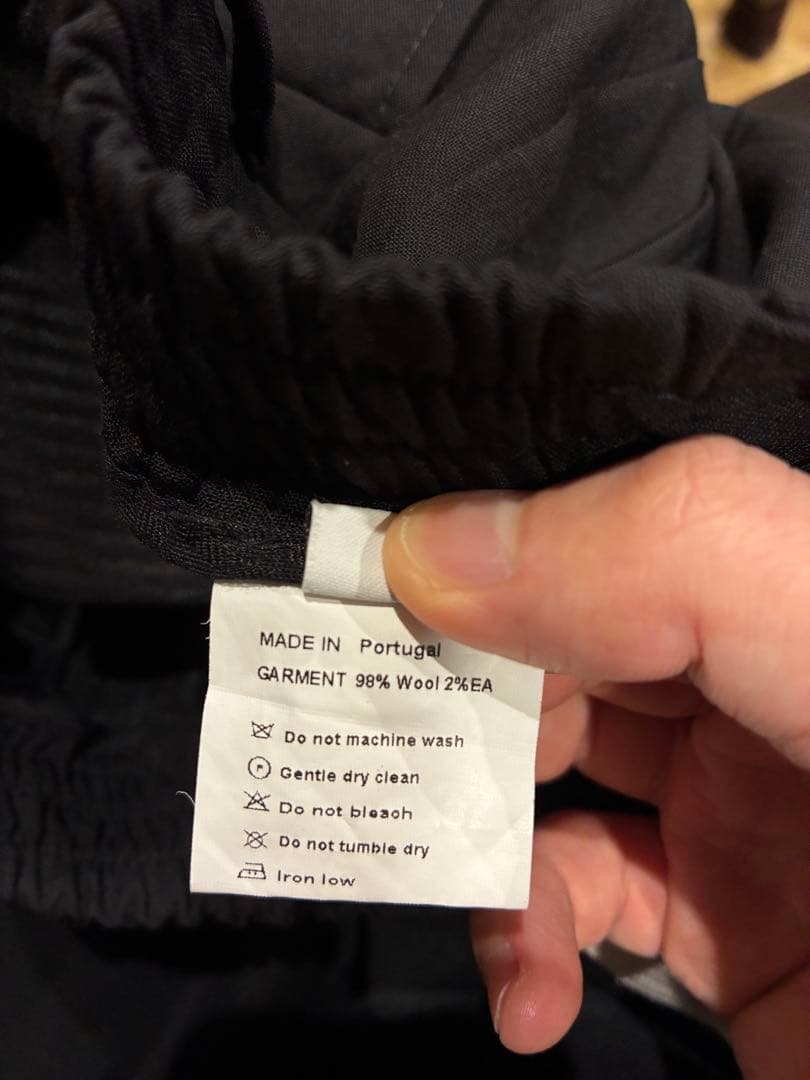 MADE IN Portugal
GARMENT 98% Wool 2%EA
Do not machine wash
P Gentle dry clean
Do not bleach
Do not tumble dry
Iron low